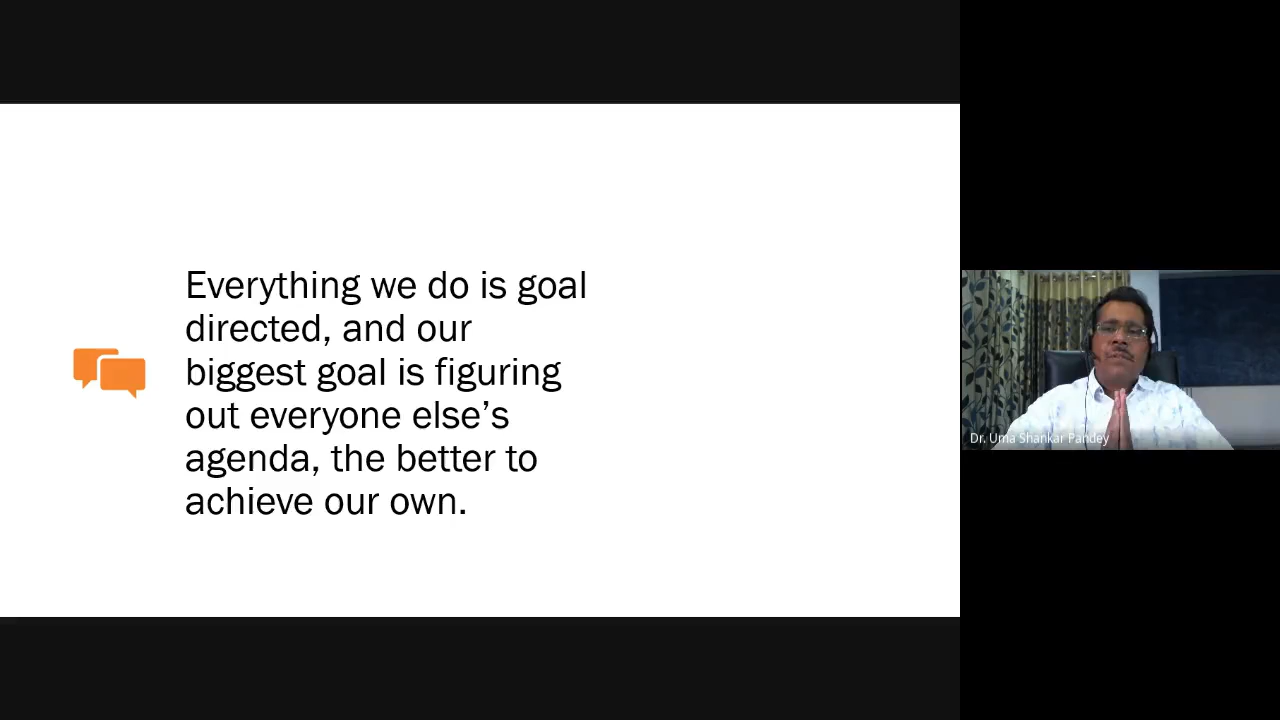 Everything we do is goal
directed, and our
biggest goal is figuring
out everyone else’s
agenda, the better to
achieve our own.
Dr. Uma Shankar Pandey